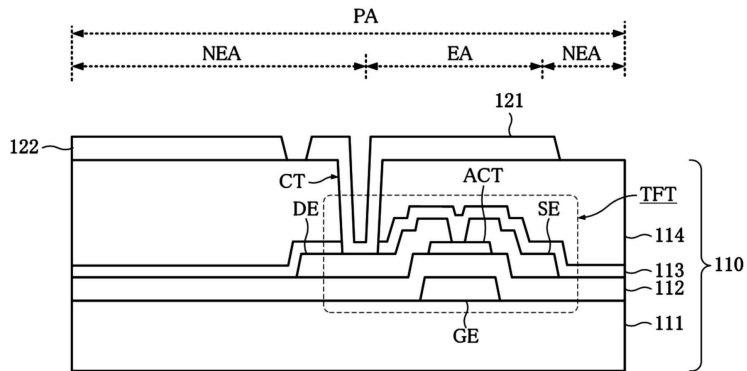 PA
NEA EA NEA
121
122
CT ACT TFT
DE SE
114
113
110
112
GE 111